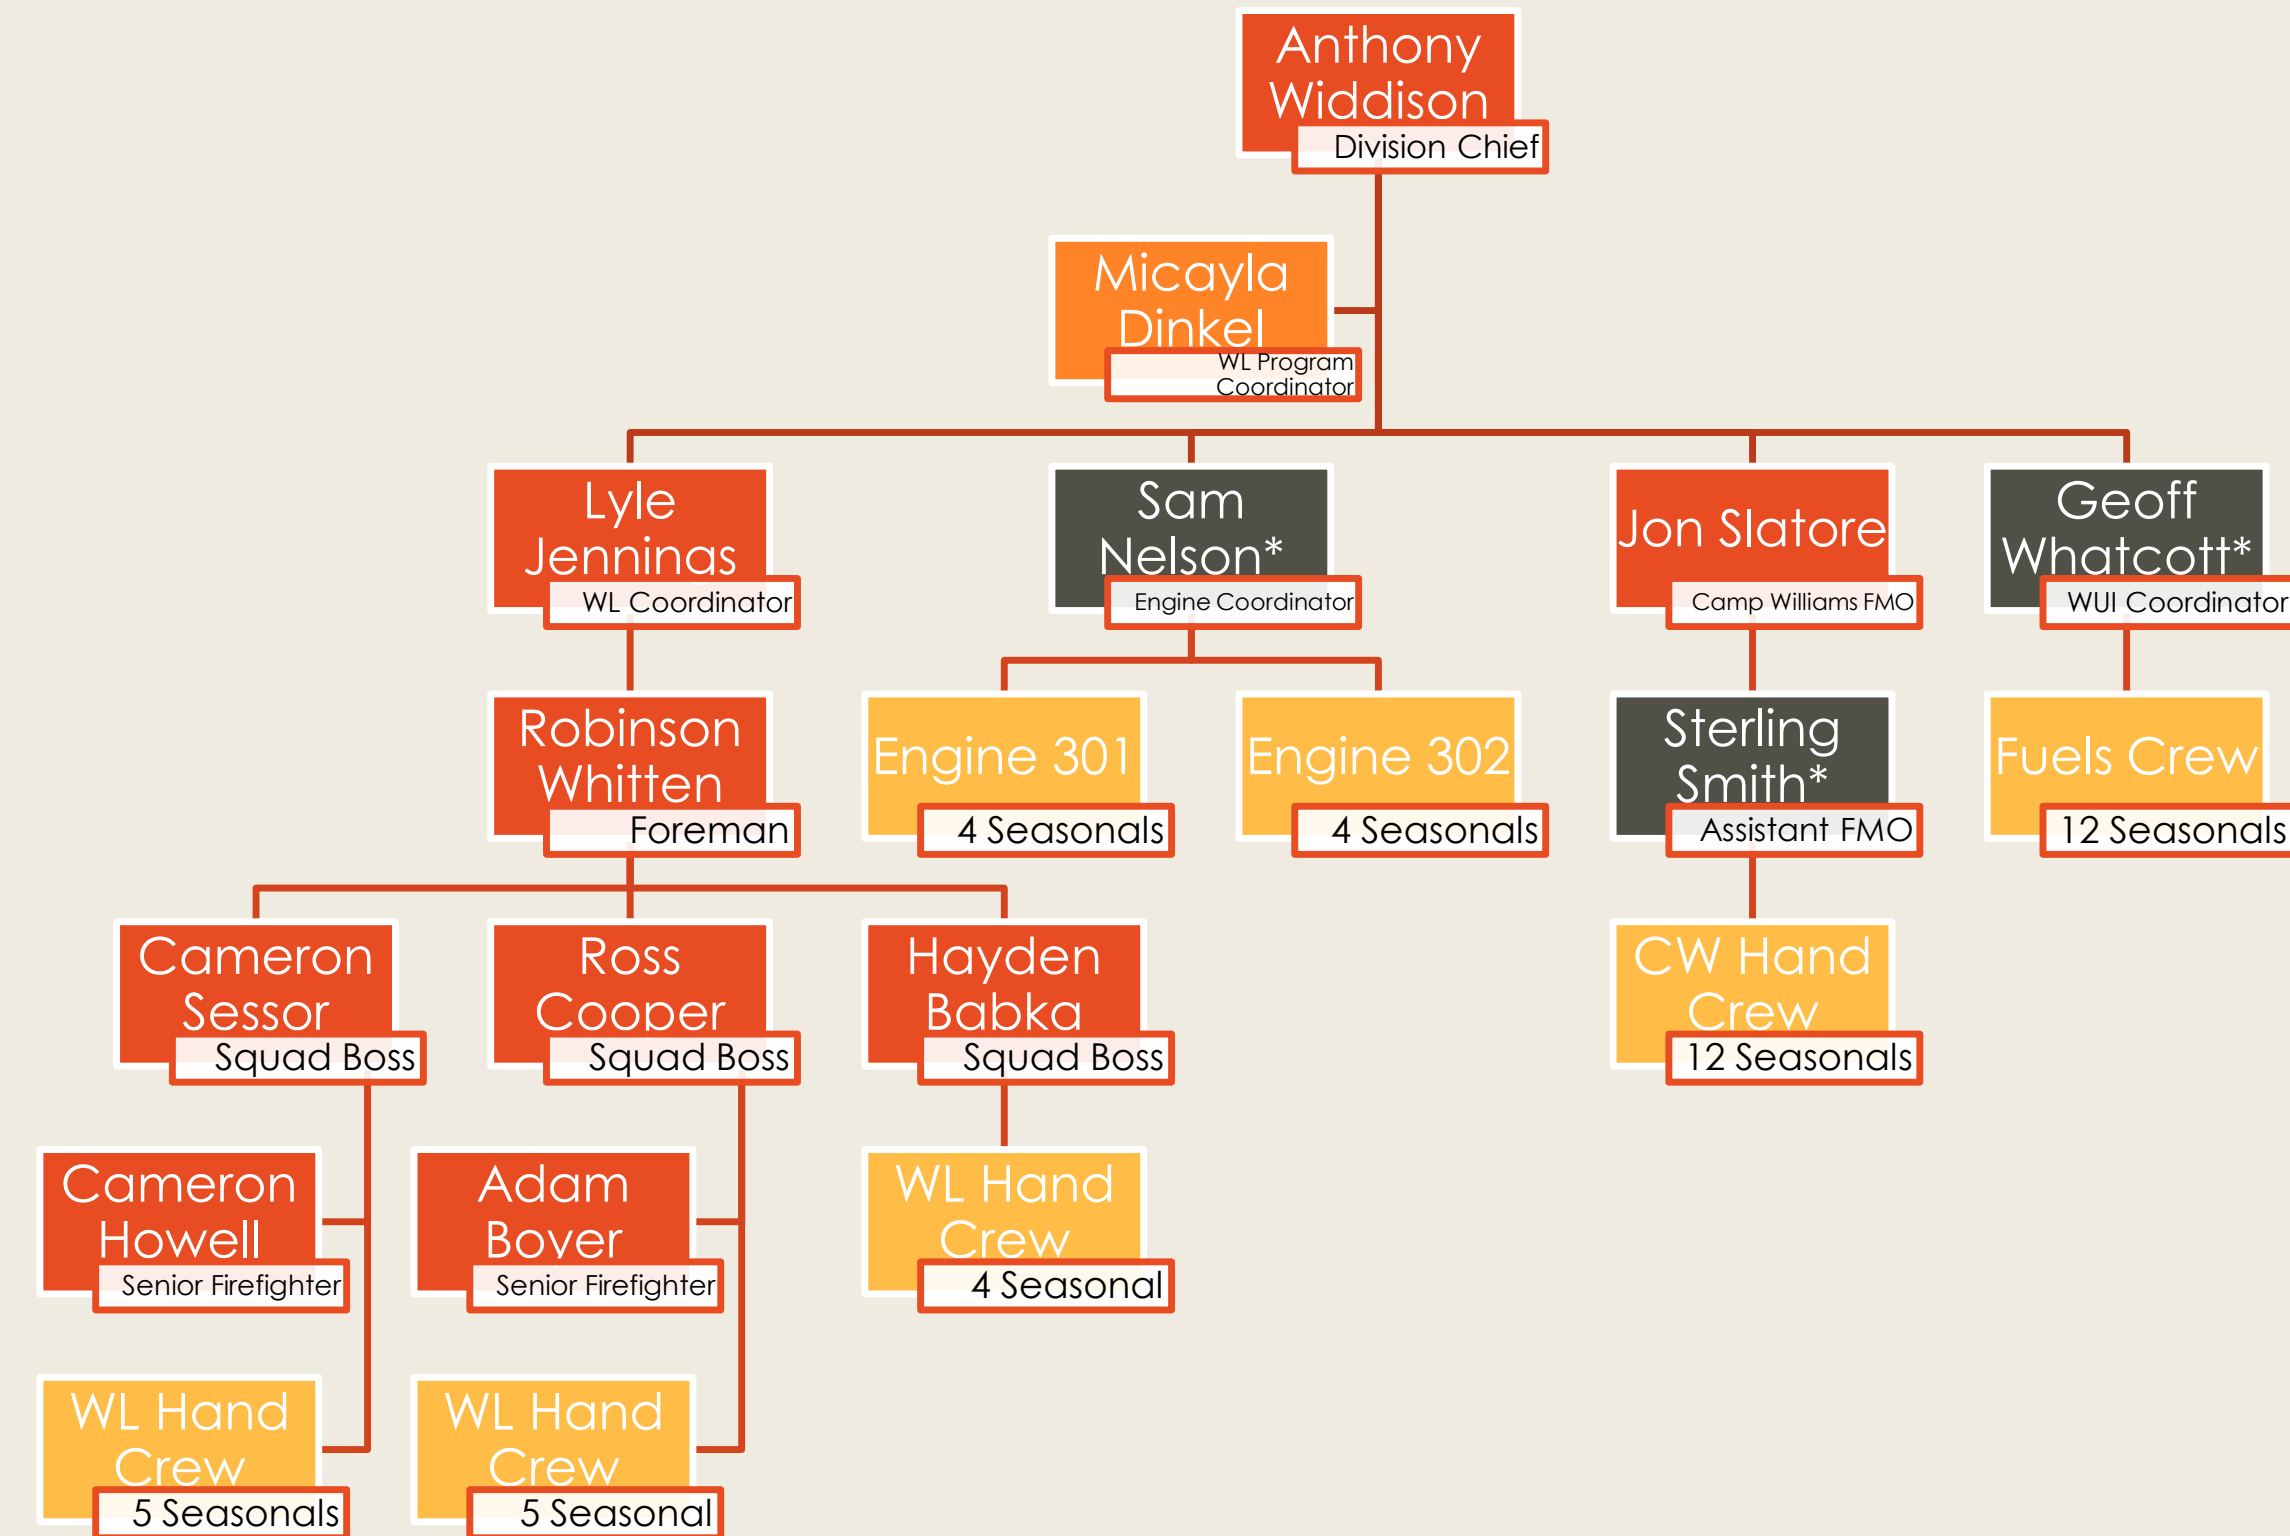 Anthony
Widdison
Division Chief
Micayla
Dinkel
WL Program
Coordinator
Lyle
Jennings
WL Coordinator
Sam
Nelson*
Engine Coordinator
Jon Slatore
Camp Williams FMO
Geoff
Whatcott*
WUI Coordinator
Robinson
Whitten
Foreman
Engine 301
4 Seasonals
Engine 302
4 Seasonals
Sterling
Smith*
Assistant FMO
Fuels Crew
12 Seasonals
Cameron
Sessor
Squad Boss
Ross
Cooper
Squad Boss
Hayden
Babka
Squad Boss
CW Hand
Crew
12 Seasonals
Cameron
Howell
Senior Firefighter
Adam
Boyer
Senior Firefighter
WL Hand
Crew
4 Seasonal
WL Hand
Crew
5 Seasonals
WL Hand
Crew
5 Seasonal